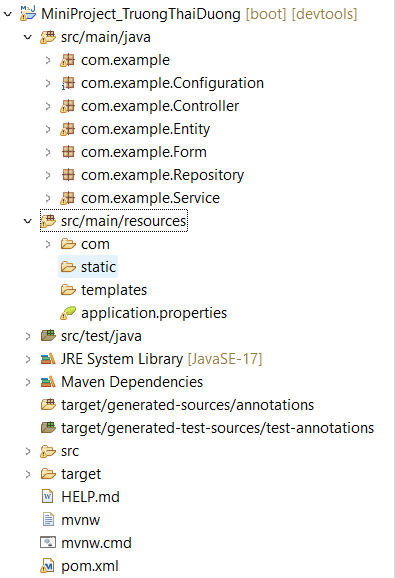 MiniProject_TruongThaiDuong [boot] [devtools]
src/main/java
com.example
com.example.Configuration
com.example.Controller
com.example.Entity
com.example.Form
com.example.Repository
com.example.Service
src/main/resources
com
static
templates
application.properties
src/test/java
JRE System Library [JavaSE-17]
Maven Dependencies
target/generated-sources/annotations
target/generated-test-sources/test-annotations
src
target
HELP.md
mvnw
mvnw.cmd
pom.xml